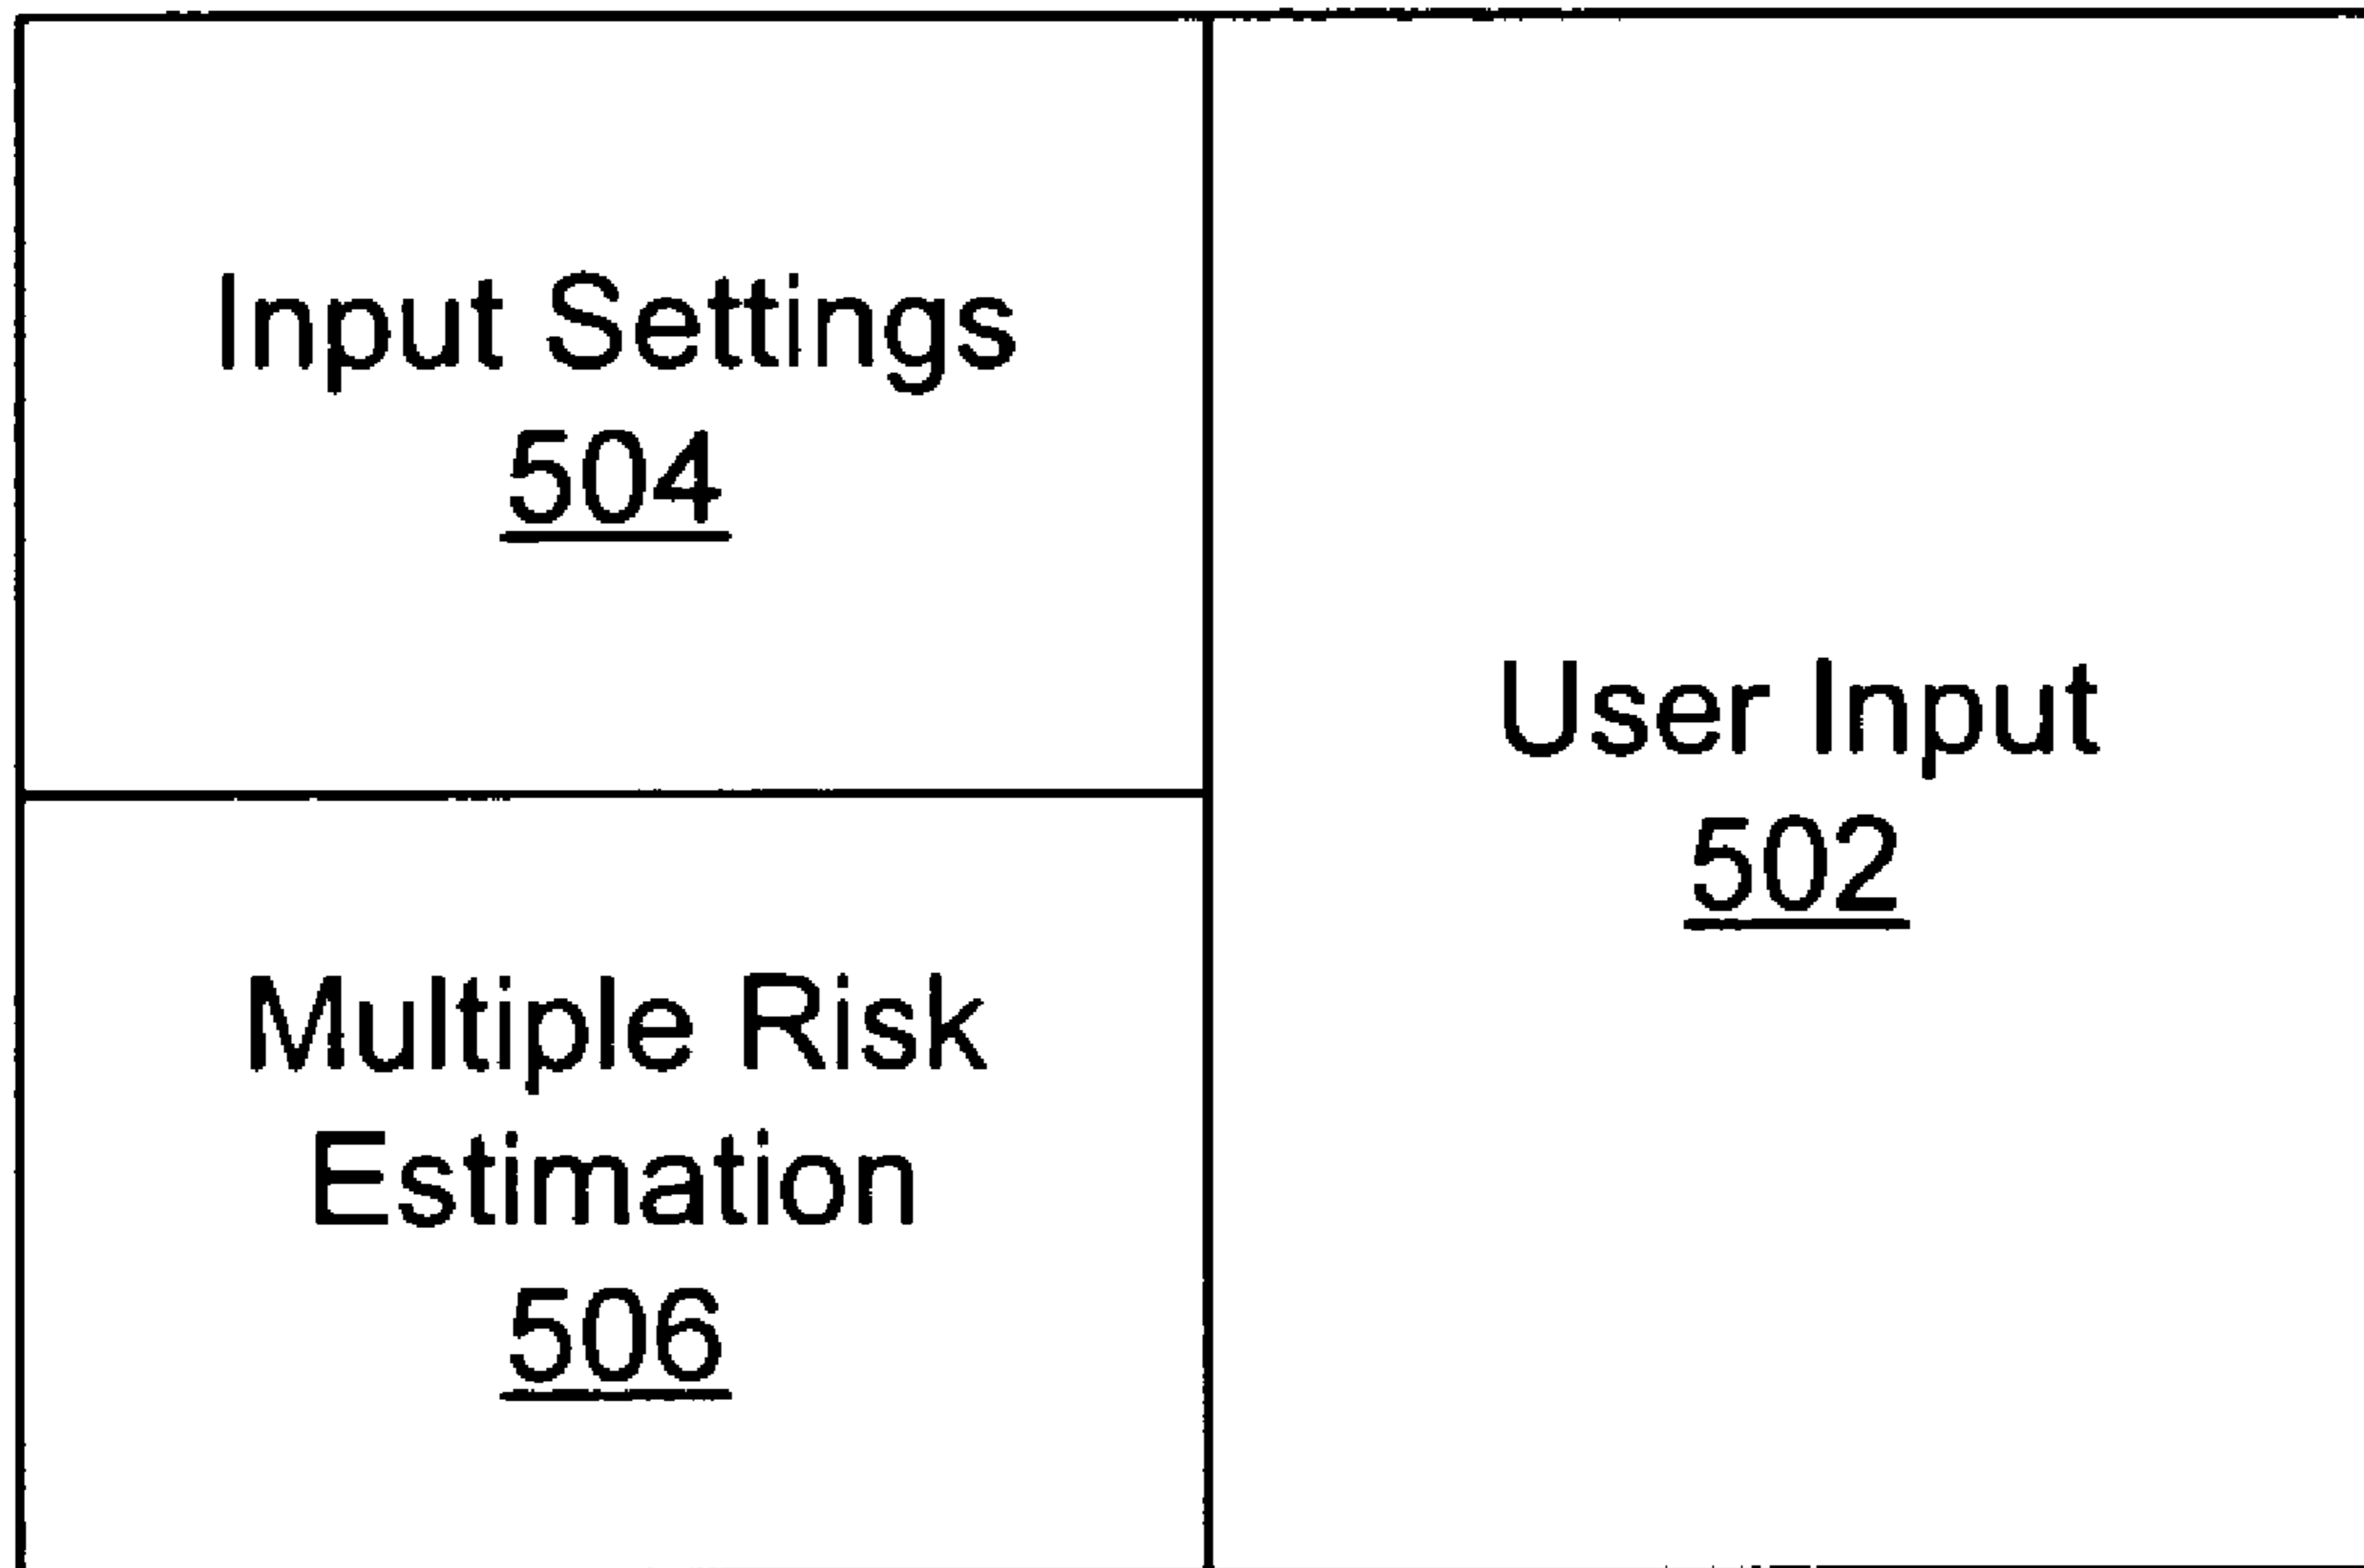 Input Settings
504
Multiple Risk
Estimation
506
User Input
502